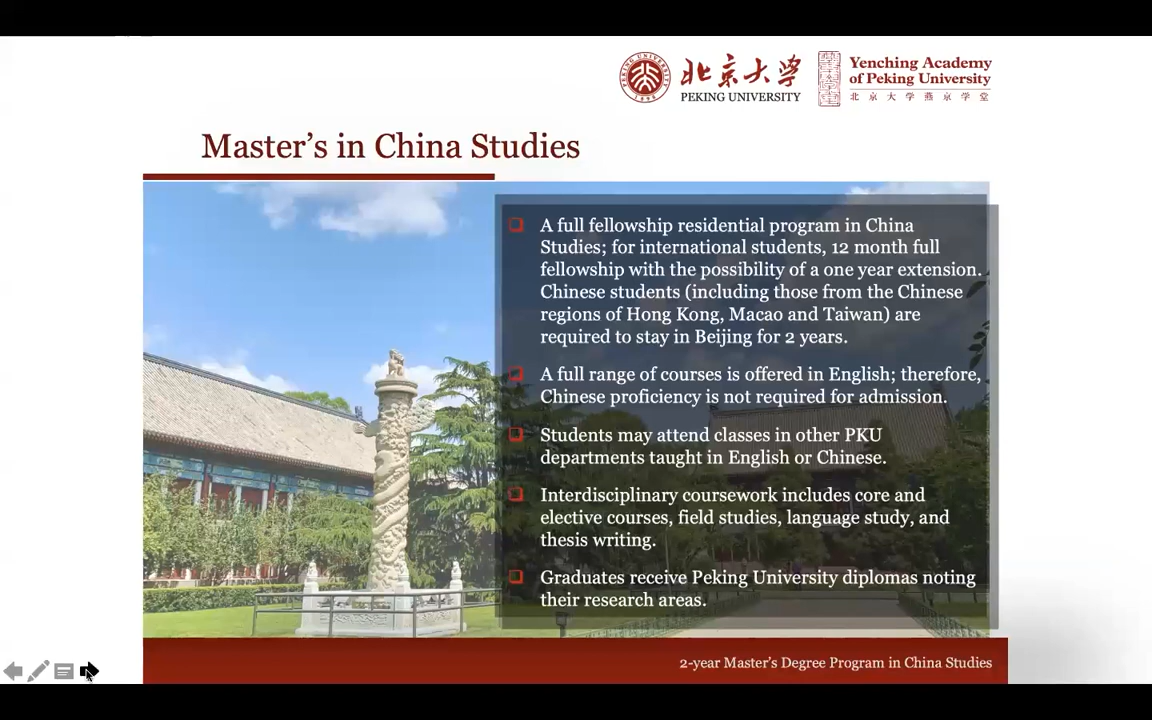 PEKING UNIVERSITY
1898
北京大学
PEKING UNIVERSITY
Yenching Academy
of Peking University
北京大学燕京学堂
Master's in China Studies
A full fellowship residential program in China
Studies; for international students, 12 month full
fellowship with the possibility of a one year extension.
Chinese students (including those from the Chinese
regions of Hong Kong, Macao and Taiwan) are
required to stay in Beijing for 2 years.
A full range of courses is offered in English; therefore,
Chinese proficiency is not required for admission.
Students may attend classes in other PKU
departments taught in English or Chinese.
Interdisciplinary coursework includes core and
elective courses, field studies, language study, and
thesis writing.
Graduates receive Peking University diplomas noting
their research areas.
2-year Master's Degree Program in China Studies